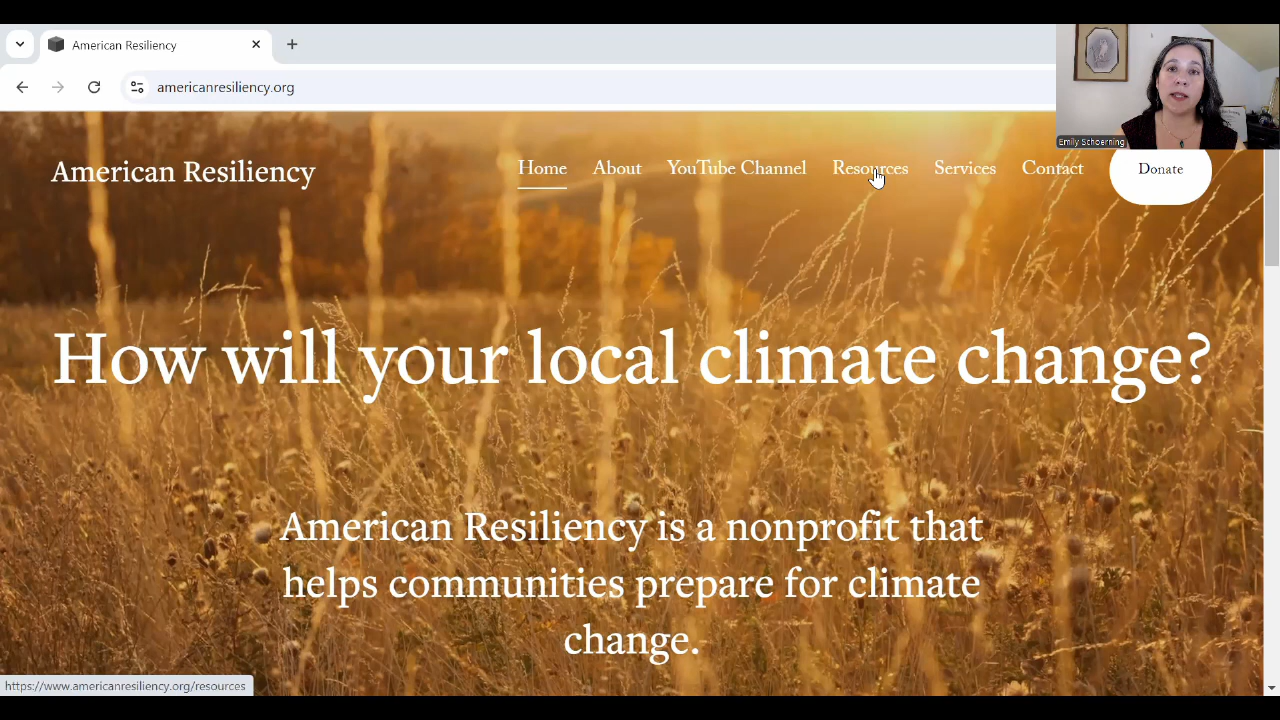 American Resiliency
americanresiliency.org
Emily Schoerning
American Resiliency
Home About YouTube Channel Resources Services Contact Donate
How will your local climate change?
American Resiliency is a nonprofit that
helps communities prepare for climate
change.
https://www.americanresiliency.org/resources